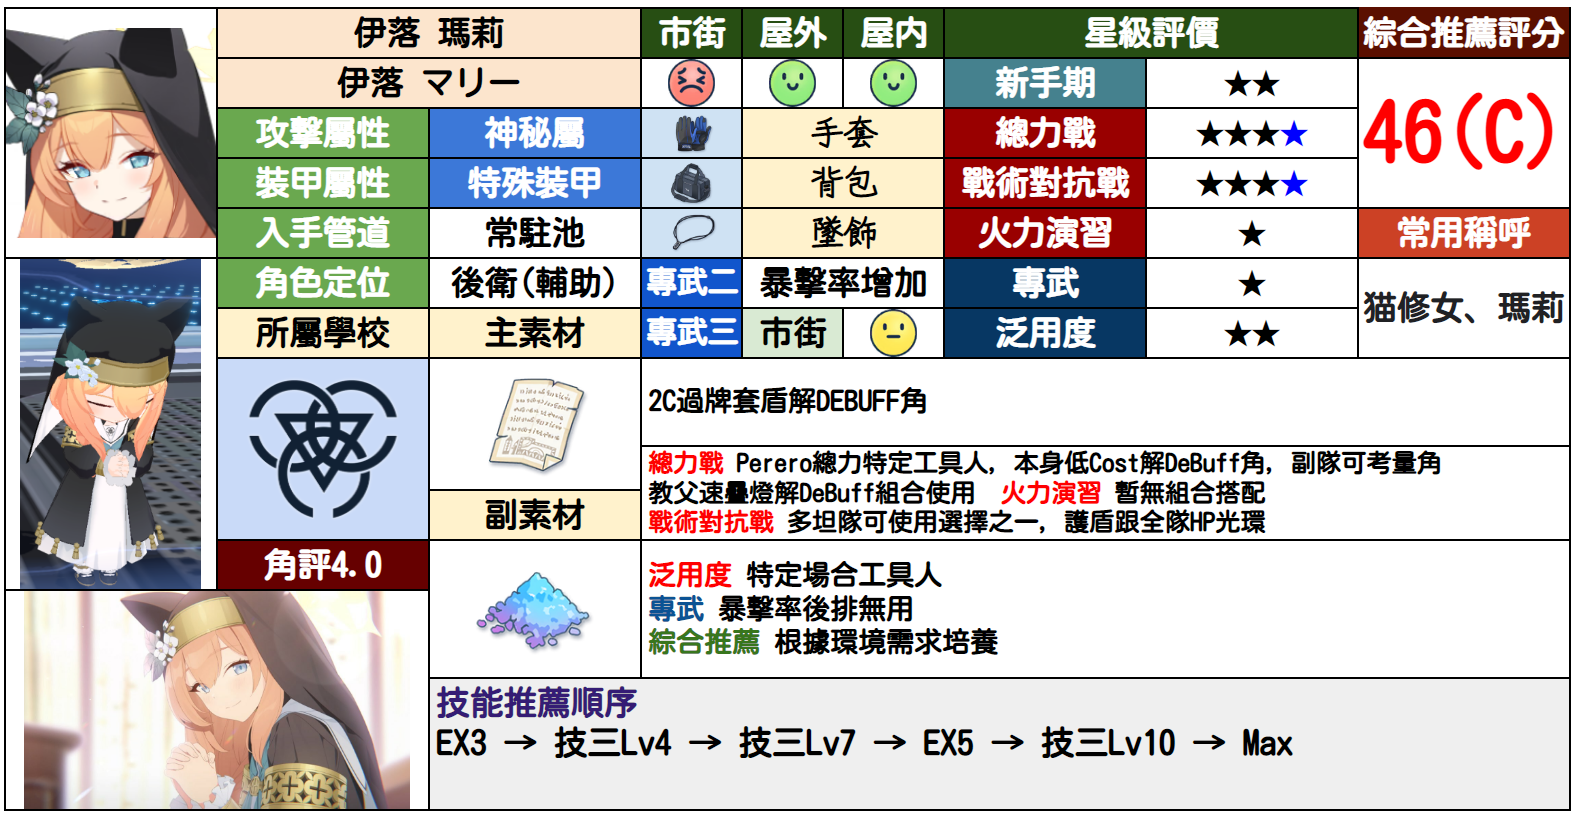 伊落 瑪莉
市街
屋外
屋内
星級評價
綜合推薦評分
伊落 マリー
新手期
★★
46(C)
攻擊屬性
神秘屬
手套
總力戰
★★★★
裝甲屬性
特殊裝甲
背包
戰術對抗戰
★★★★
入手管道
常駐池
墜飾
火力演習
★
常用稱呼
角色定位
後衛(輔助)
專武二
暴擊率增加
專武
★
猫修女、瑪莉
所屬學校
主素材
專武三
市街
泛用度
★★
2C過牌套盾解DEBUFF角
總力戰 Perero總力特定工具人, 本身低Cost解DeBuff角, 副隊可考量角
教父速疊燈解DeBuff組合使用 火力演習 暫無組合搭配
戰術對抗戰 多坦隊可使用選擇之一, 護盾跟全隊HP光環
副素材
角評4.0
泛用度 特定場合工具人
專武 暴擊率後排無用
綜合推薦 根據環境需求培養
技能推薦順序
EX3 → 技三Lv4 → 技三Lv7 → EX5 → 技三Lv10 → Max